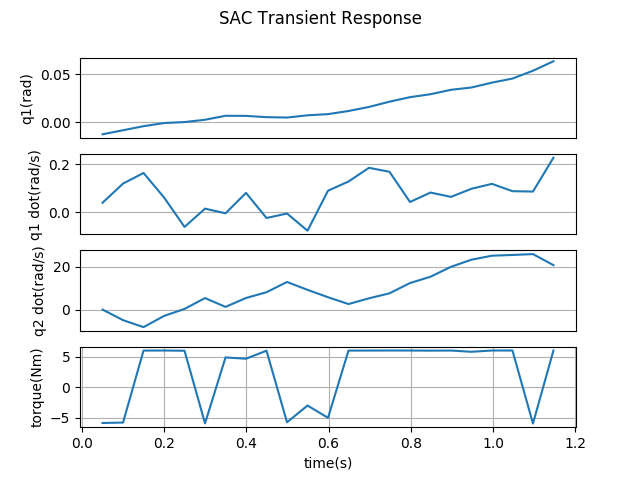 SAC Transient Response
q1(rad)
0.05
0.00
q1 dot(rad/s)
0.2
0.0
q2 dot(rad/s)
20
0
torque(Nm)
5
0
−5
0.0 0.2 0.4 0.6 0.8 1.0 1.2
time(s)